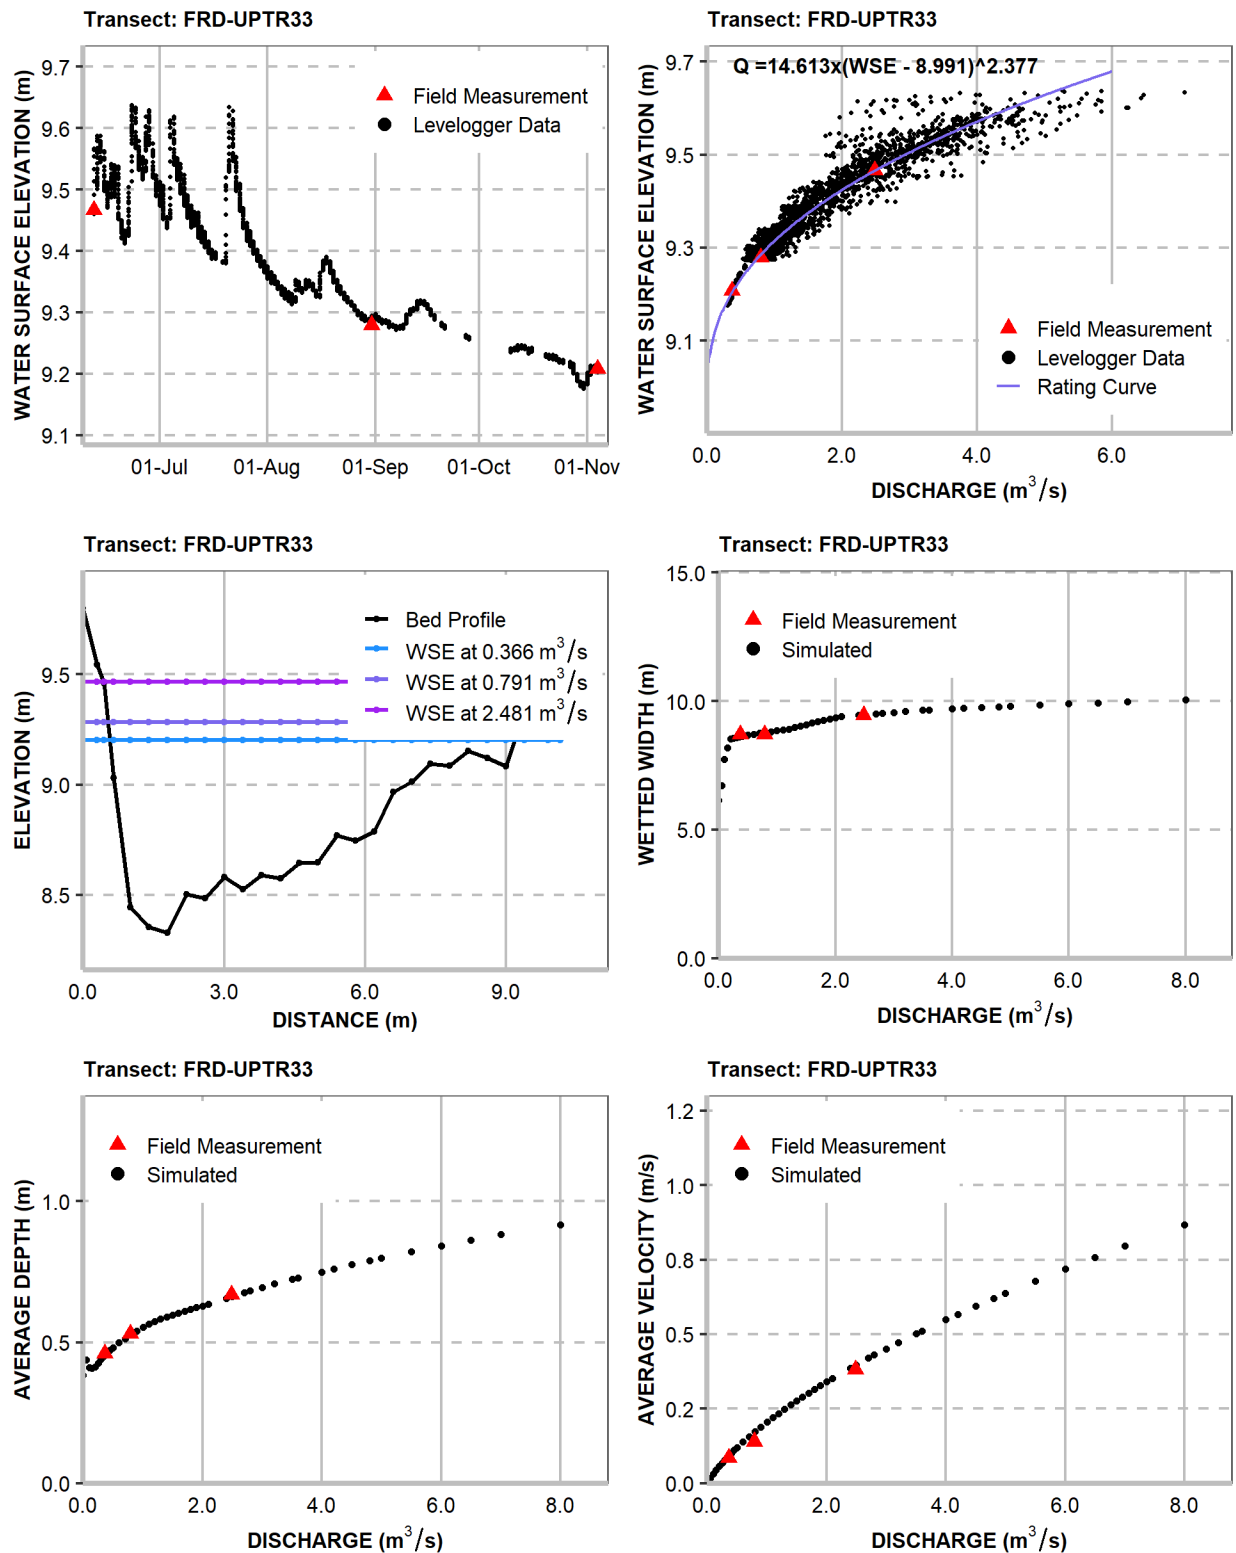 Transect: FRD-UPTR33
WATER SURFACE ELEVATION (m)
9.7
9.6
9.5
9.4
9.3
9.2
9.1
Field Measurement
Levelogger Data
01-Jul
01-Aug
01-Sep
01-Oct
01-Nov
Q =14.613x(WSE - 8.991)^2.377
WATER SURFACE ELEVATION (m)
9.7
9.5
9.3
9.1
Field Measurement
Levelogger Data
Rating Curve
0.0
2.0
4.0
6.0
DISCHARGE (m³/s)
Transect: FRD-UPTR33
ELEVATION (m)
9.5
9.0
8.5
Bed Profile
WSE at 0.366 m³/s
WSE at 0.791 m³/s
WSE at 2.481 m³/s
0.0
3.0
6.0
9.0
DISTANCE (m)
Transect: FRD-UPTR33
WETTED WIDTH (m)
15.0
10.0
5.0
0.0
Field Measurement
Simulated
0.0
2.0
4.0
6.0
8.0
DISCHARGE (m³/s)
Transect: FRD-UPTR33
AVERAGE DEPTH (m)
1.0
0.5
0.0
Field Measurement
Simulated
0.0
2.0
4.0
6.0
8.0
DISCHARGE (m³/s)
Transect: FRD-UPTR33
AVERAGE VELOCITY (m/s)
1.2
1.0
0.8
0.5
0.2
0.0
Field Measurement
Simulated
0.0
2.0
4.0
6.0
8.0
DISCHARGE (m³/s)
Transect: FRD-UPTR33